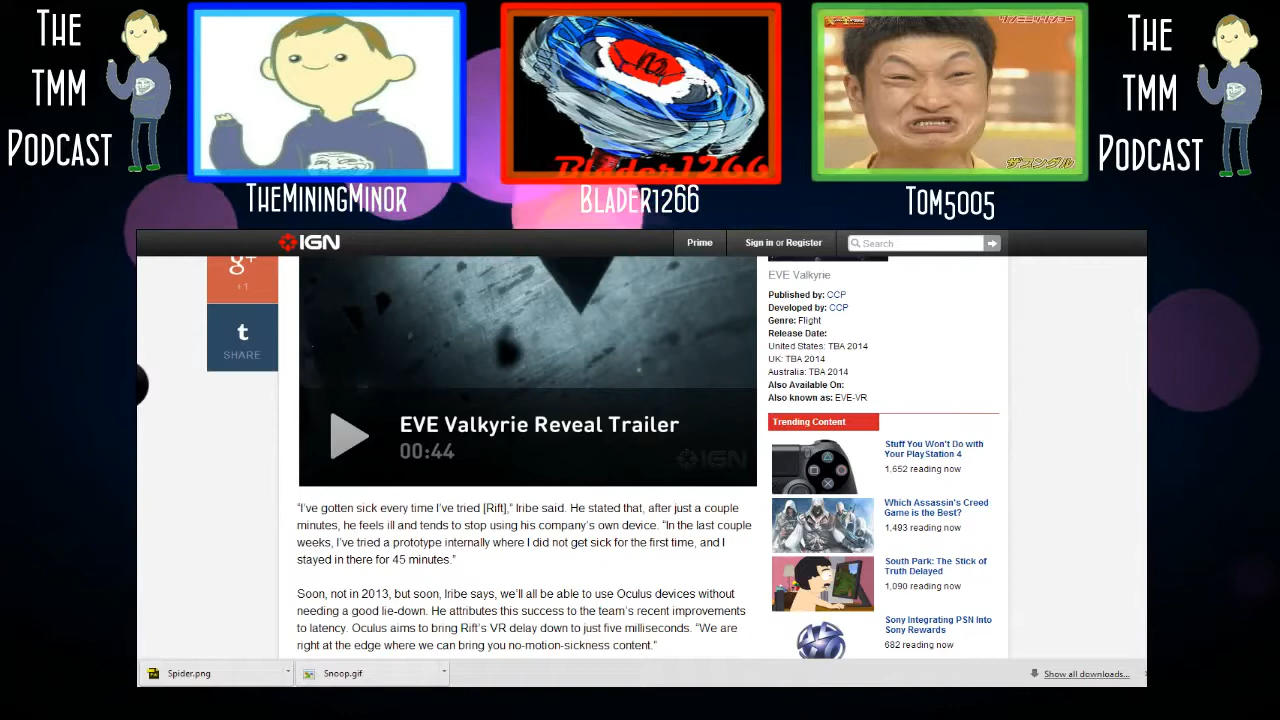 The
TMM
Podcast
The
TMM
Podcast
Blader1266
TheMiningMinor
Blader1266
Tom5005
IGN
Prime
Sign in or Register
Search
g+
+1
t
SHARE
EVE Valkyrie Reveal Trailer
00:44
IGN
"I've gotten sick every time I've tried [Rift]," Iribe said. He stated that, after just a couple
minutes, he feels ill and tends to stop using his company's own device. "In the last couple
weeks, I've tried a prototype internally where I did not get sick for the first time, and I
stayed in there for 45 minutes."
Soon, not in 2013, but soon, Iribe says, we'll all be able to use Oculus devices without
needing a good lie-down. He attributes this success to the team's recent improvements
to latency. Oculus aims to bring Rift's VR delay down to just five milliseconds. "We are
right at the edge where we can bring you no-motion-sickness content."
EVE Valkyrie
Published by: CCP
Developed by: CCP
Genre: Flight
Release Date:
United States: TBA 2014
UK: TBA 2014
Australia: TBA 2014
Also Available On:
Also known as: EVE-VR
Trending Content
Stuff You Won't Do with
Your PlayStation 4
1,652 reading now
Which Assassin's Creed
Game is the Best?
1,493 reading now
South Park: The Stick of
Truth Delayed
1,090 reading now
Sony Integrating PSN Into
Sony Rewards
682 reading now
Spider.png
Snoop.gif
Show all downloads...